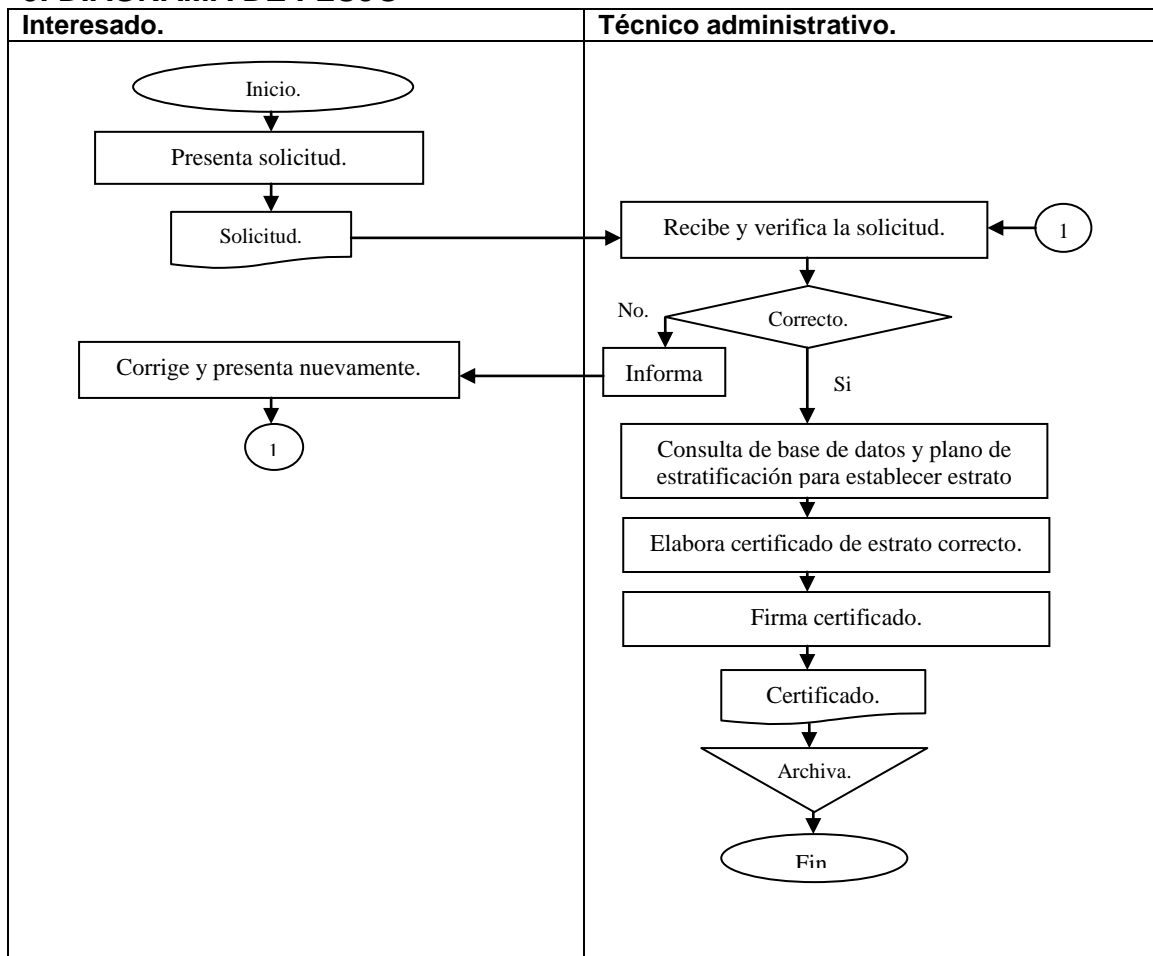 Interesado.
Técnico administrativo.
Inicio.
Presenta solicitud.
Solicitud.
Recibe y verifica la solicitud.
1
No.
Correcto.
Corrige y presenta nuevamente.
Informa
Si
1
Consulta de base de datos y plano de
estratificación para establecer estrato
Elabora certificado de estrato correcto.
Firma certificado.
Certificado.
Archiva.
Fin